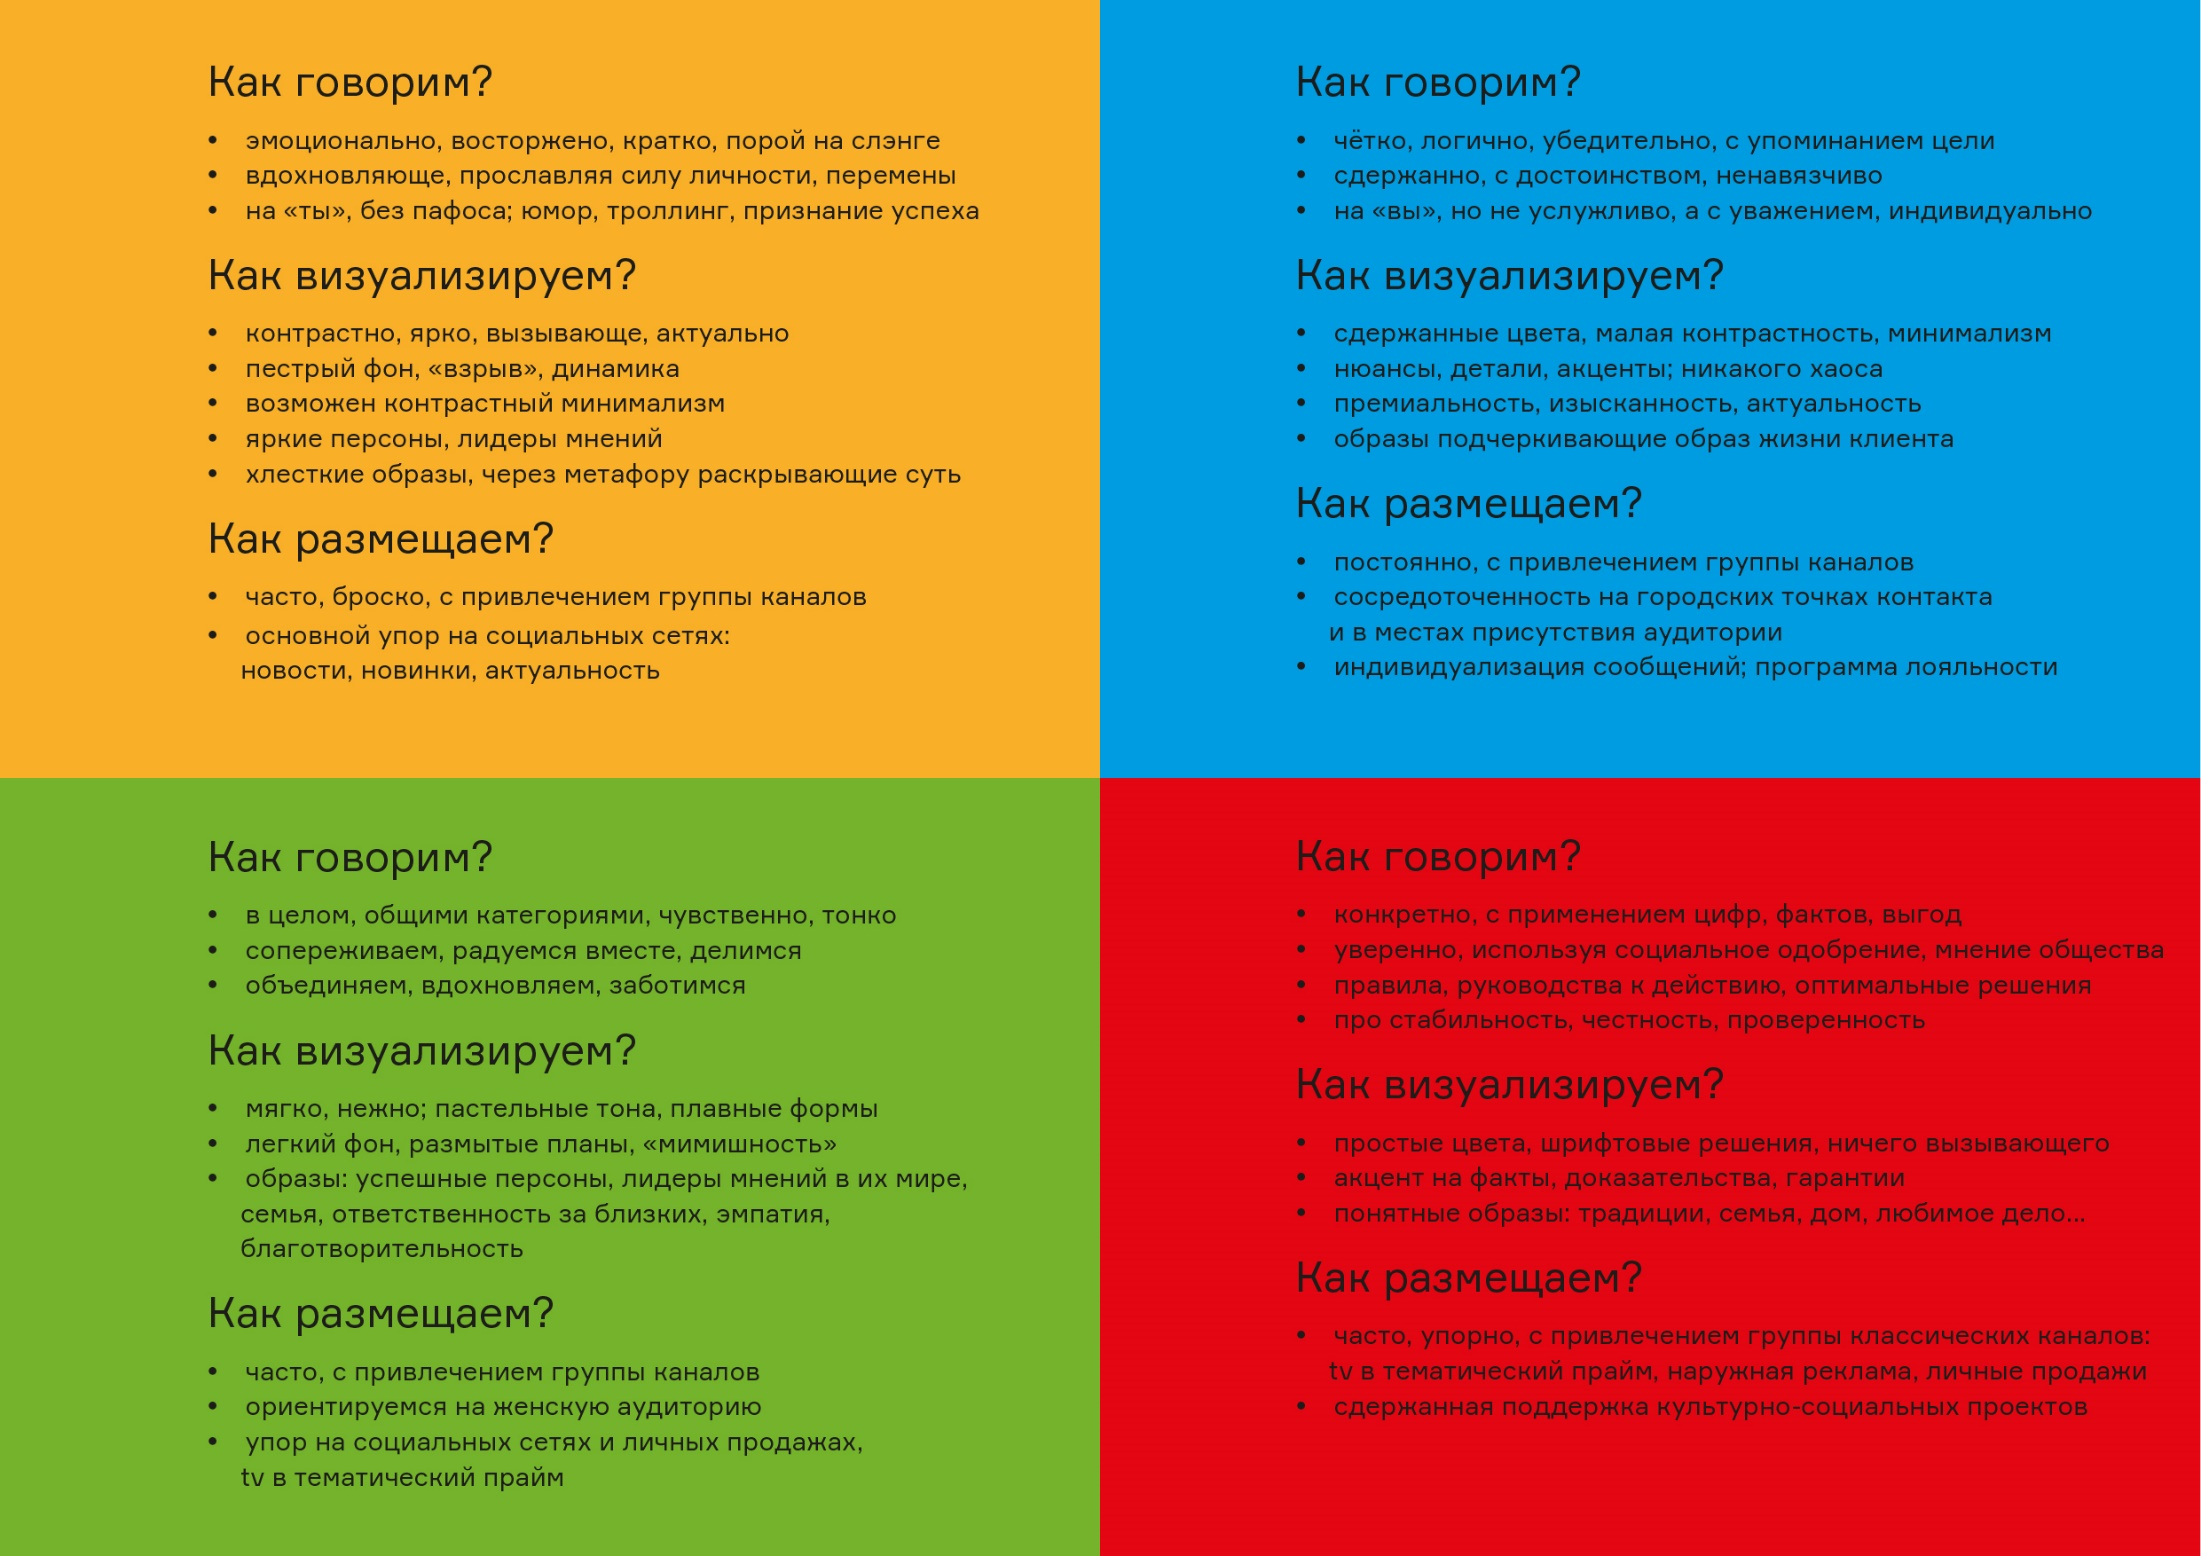 Как говорим?
• эмоционально, восторжено, кратко, порой на слэнге
• вдохновляюще, прославляя силу личности, перемены
• на «ты», без пафоса; юмор, троллинг, признание успеха
Как визуализируем?
• контрастно, ярко, вызывающе, актуально
• пестрый фон, «взрыв», динамика
• возможен контрастный минимализм
• яркие персоны, лидеры мнений
• хлесткие образы, через метафору раскрывающие суть
Как размещаем?
• часто, броско, с привлечением группы каналов
• основной упор на социальных сетях:
новости, новинки, актуальность
Как говорим?
• чётко, логично, убедительно, с упоминанием цели
• сдержанно, с достоинством, ненавязчиво
• на «вы», но не услужливо, а с уважением, индивидуально
Как визуализируем?
• сдержанные цвета, малая контрастность, минимализм
• нюансы, детали, акценты; никакого хаоса
• премиальность, изысканность, актуальность
• образы подчеркивающие образ жизни клиента
Как размещаем?
• постоянно, с привлечением группы каналов
• сосредоточенность на городских точках контакта
и в местах присутствия аудитории
• индивидуализация сообщений; программа лояльности
Как говорим?
• в целом, общими категориями, чувственно, тонко
• сопереживаем, радуемся вместе, делимся
• объединяем, вдохновляем, заботимся
Как визуализируем?
• мягко, нежно; пастельные тона, плавные формы
• легкий фон, размытые планы, «мимишность»
• образы: успешные персоны, лидеры мнений в их мире,
семья, ответственность за близких, эмпатия,
благотворительность
Как размещаем?
• часто, с привлечением группы каналов
• ориентируемся на женскую аудиторию
• упор на социальных сетях и личных продажах,
tv в тематический прайм
Как говорим?
• конкретно, с применением цифр, фактов, выгод
• уверенно, используя социальное одобрение, мнение общества
• правила, руководства к действию, оптимальные решения
• про стабильность, честность, проверенность
Как визуализируем?
• простые цвета, шрифтовые решения, ничего вызывающего
• акцент на факты, доказательства, гарантии
• понятные образы: традиции, семья, дом, любимое дело...
Как размещаем?
• часто, упорно, с привлечением группы классических каналов:
tv в тематический прайм, наружная реклама, личные продажи
• сдержанная поддержка культурно-социальных проектов